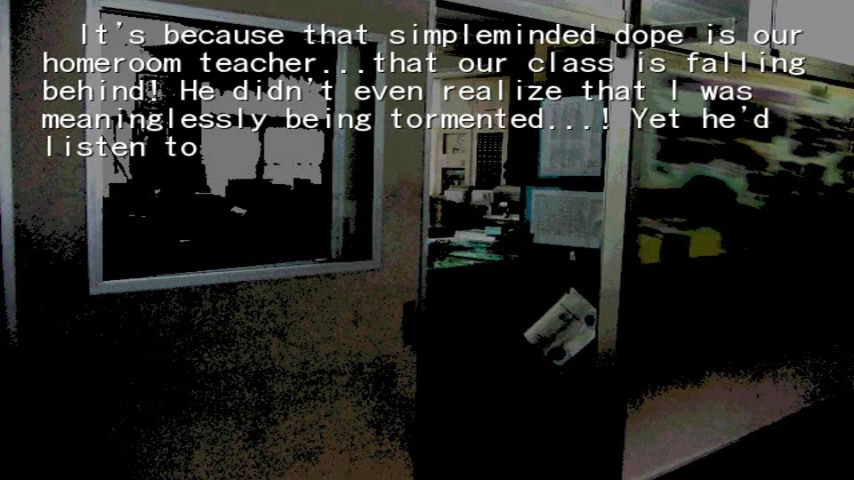 It's because that simpleminded dope is our
homeroom teacher...that our class is falling
behind! He didn't even realize that I was
meaninglessly being tormented...! Yet he'd
listen to